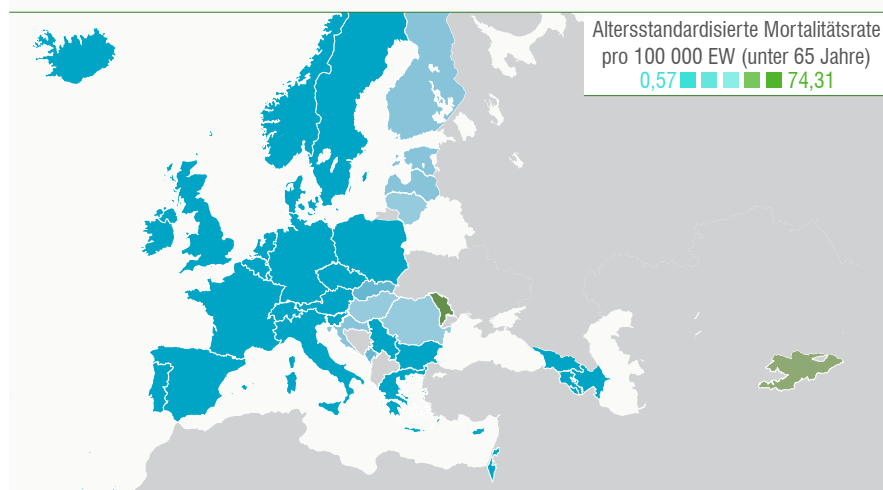 Altersstandardisierte Mortalitätsrate
pro 100 000 EW (unter 65 Jahre)
0,57 74,31